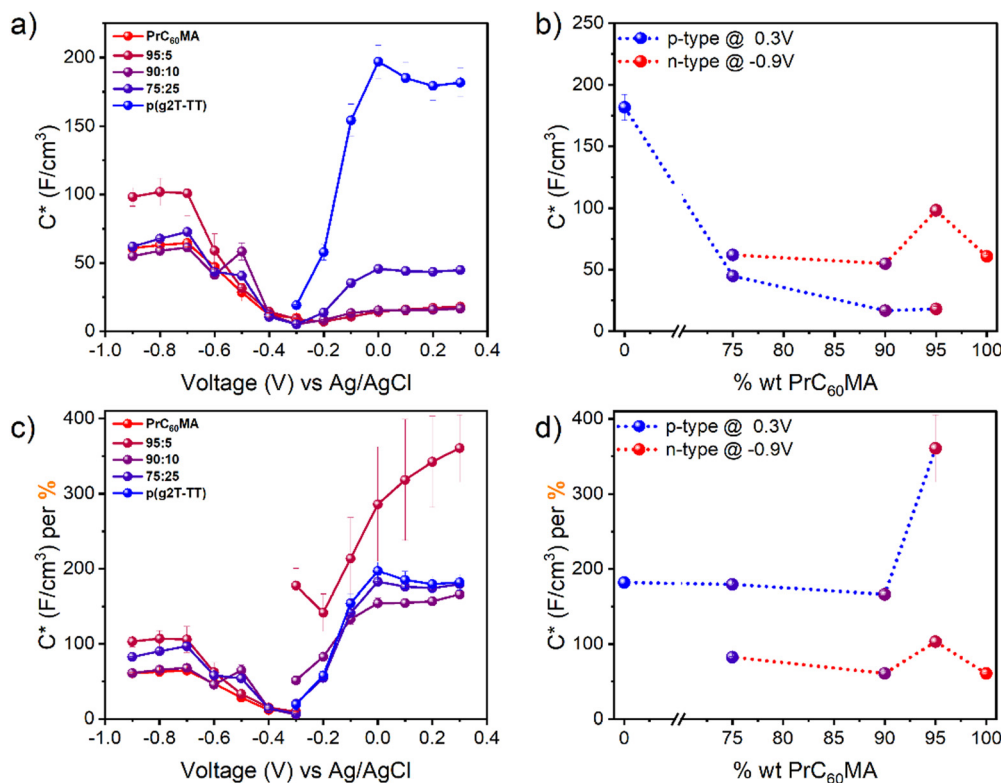 a)
PrC₆₀MA
95:5
90:10
75:25
p(g2T-TT)
C* (F/cm³)
200
150
100
50
0
-1.0 -0.8 -0.6 -0.4 -0.2 0.0 0.2 0.4
Voltage (V) vs Ag/AgCl
b)
p-type @ 0.3V
n-type @ -0.9V
C* (F/cm³)
250
200
150
100
50
0
0 75 80 85 90 95 100
% wt PrC₆₀MA
c)
PrC₆₀MA
95:5
90:10
75:25
p(g2T-TT)
C* (F/cm³) per %
400
300
200
100
0
-1.0 -0.8 -0.6 -0.4 -0.2 0.0 0.2 0.4
Voltage (V) vs Ag/AgCl
d)
p-type @ 0.3V
n-type @ -0.9V
C* (F/cm³) per %
400
300
200
100
0
0 75 80 85 90 95 100
% wt PrC₆₀MA